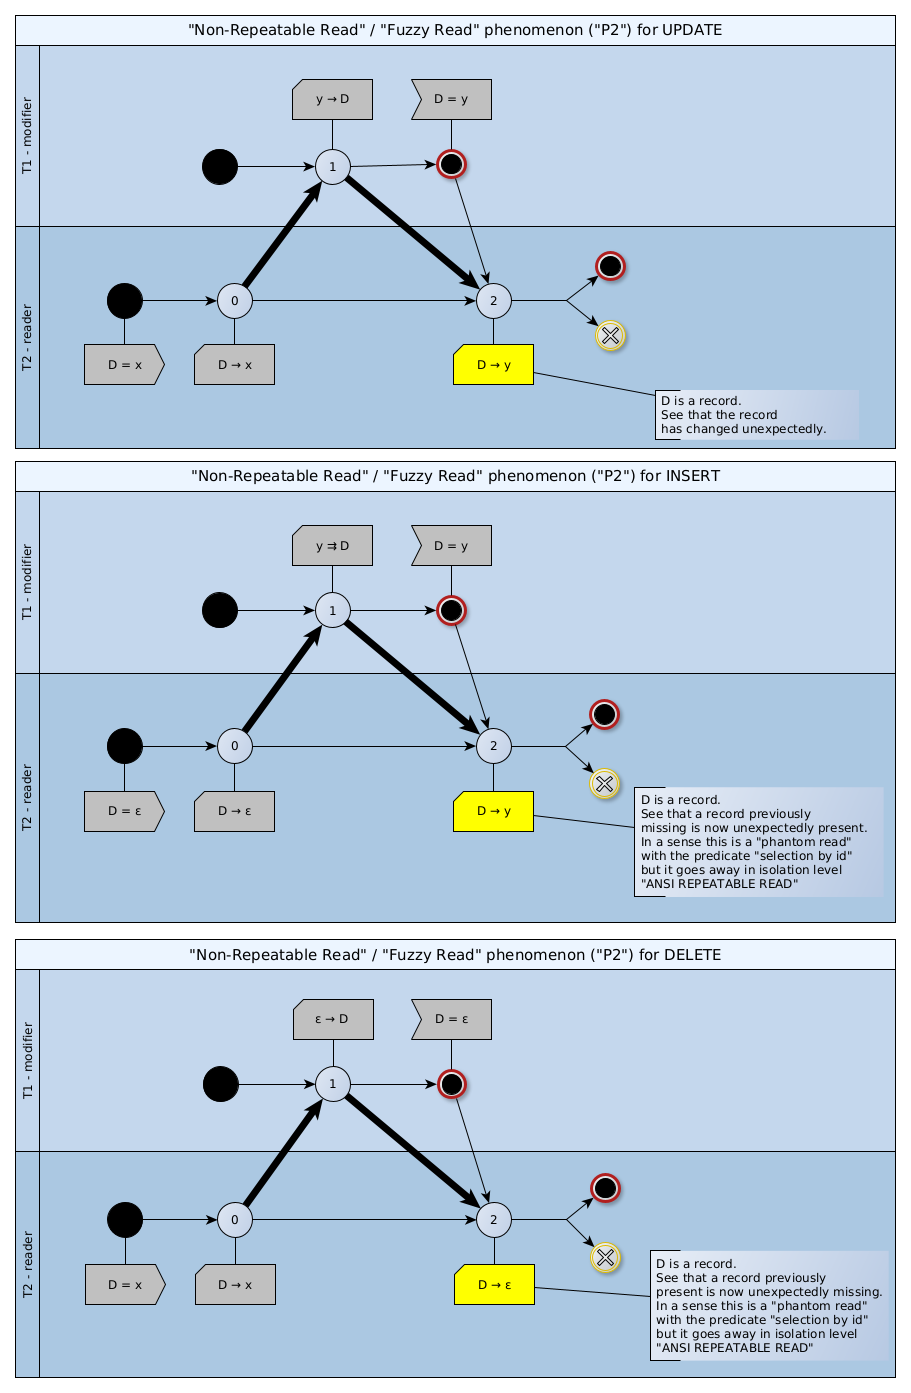 "Non-Repeatable Read" / "Fuzzy Read" phenomenon ("P2") for UPDATE
T1 - modifier
y → D
D = y
1
T2 - reader
0
2
D = x
D → x
D → y
D is a record.
See that the record
has changed unexpectedly.
"Non-Repeatable Read" / "Fuzzy Read" phenomenon ("P2") for INSERT
T1 - modifier
y ⇉ D
D = y
1
T2 - reader
0
2
D = ε
D → ε
D → y
D is a record.
See that a record previously
missing is now unexpectedly present.
In a sense this is a "phantom read"
with the predicate "selection by id"
but it goes away in isolation level
"ANSI REPEATABLE READ"
"Non-Repeatable Read" / "Fuzzy Read" phenomenon ("P2") for DELETE
T1 - modifier
ε → D
D = ε
1
T2 - reader
0
2
D = x
D → x
D → ε
D is a record.
See that a record previously
present is now unexpectedly missing.
In a sense this is a "phantom read"
with the predicate "selection by id"
but it goes away in isolation level
"ANSI REPEATABLE READ"